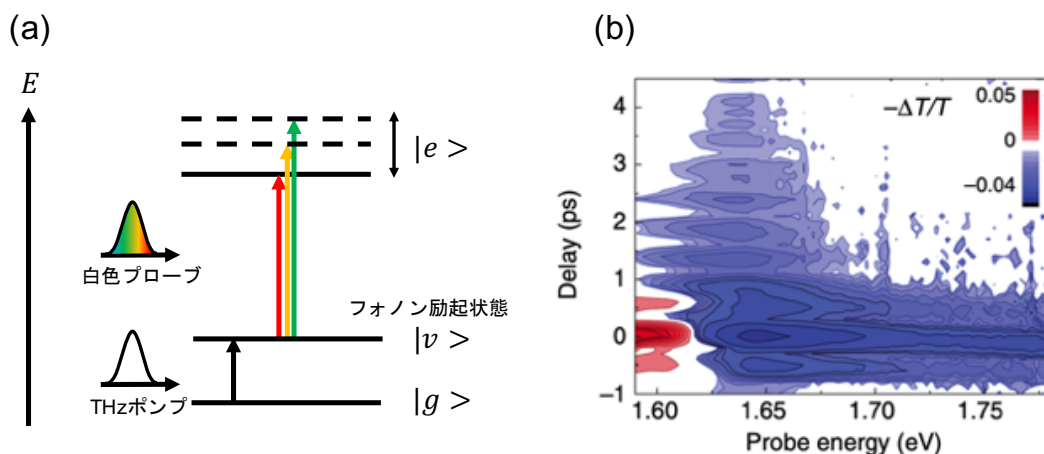 (a)
E
|e >
白色プローブ
フォノン励起状態
|v >
THzポンプ
|g >
(b)
−ΔT/T
0.05
0
−0.04
Delay (ps)
4
3
2
1
0
−1
1.60
1.65
1.70
1.75
Probe energy (eV)